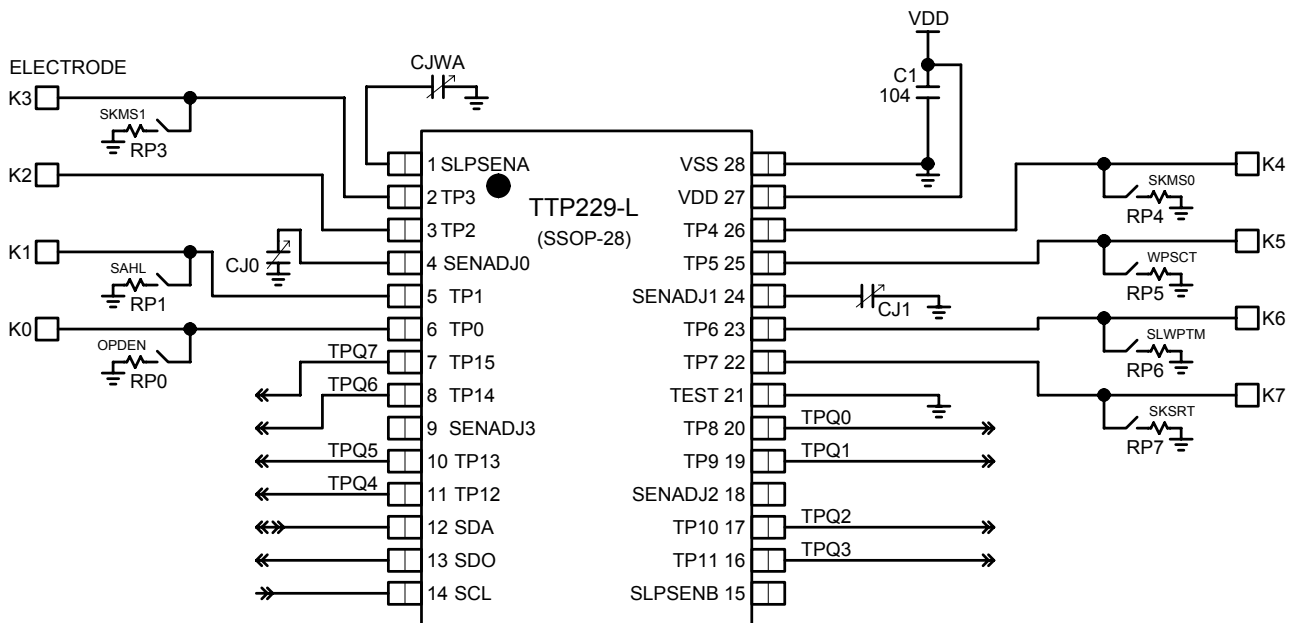 VDD
ELECTRODE
CJWA
C1
104
K3
SKMS1
RP3
K2
K1
SAHL
RP1
CJ0
K0
OPDEN
RP0
TTP229-L
(SSOP-28)
1 SLPSENA
2 TP3
3 TP2
4 SENADJ0
5 TP1
6 TP0
7 TP15
8 TP14
9 SENADJ3
10 TP13
11 TP12
12 SDA
13 SDO
14 SCL
TPQ7
TPQ6
TPQ5
TPQ4
VSS 28
VDD 27
TP4 26
TP5 25
SENADJ1 24
TP6 23
TP7 22
TEST 21
TP8 20
TP9 19
SENADJ2 18
TP10 17
TP11 16
SLPSENB 15
CJ1
TPQ0
TPQ1
TPQ2
TPQ3
K4
SKMS0
RP4
K5
WPSCT
RP5
K6
SLWPTM
RP6
K7
SKSRT
RP7